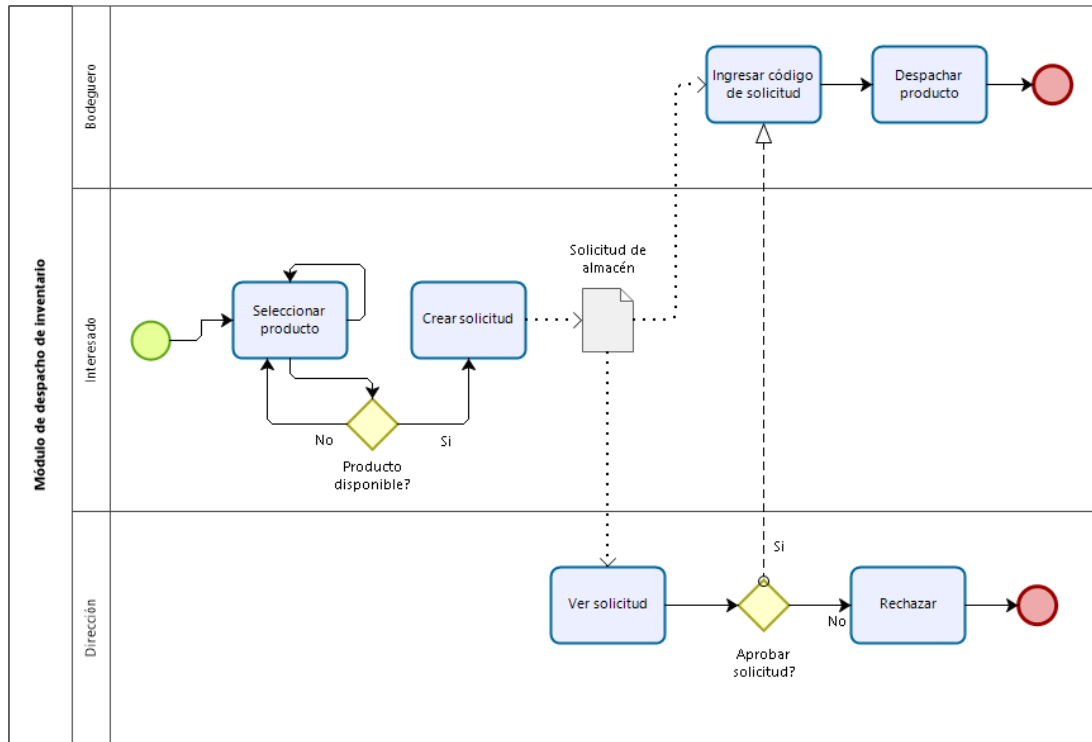 Módulo de despacho de inventario
Bodeguero
Ingresar código
de solicitud
Despachar
producto
Interesado
Seleccionar
producto
Crear solicitud
Solicitud de
almacén
No
Si
Producto
disponible?
Dirección
Ver solicitud
Si
Aprobar
solicitud?
No
Rechazar